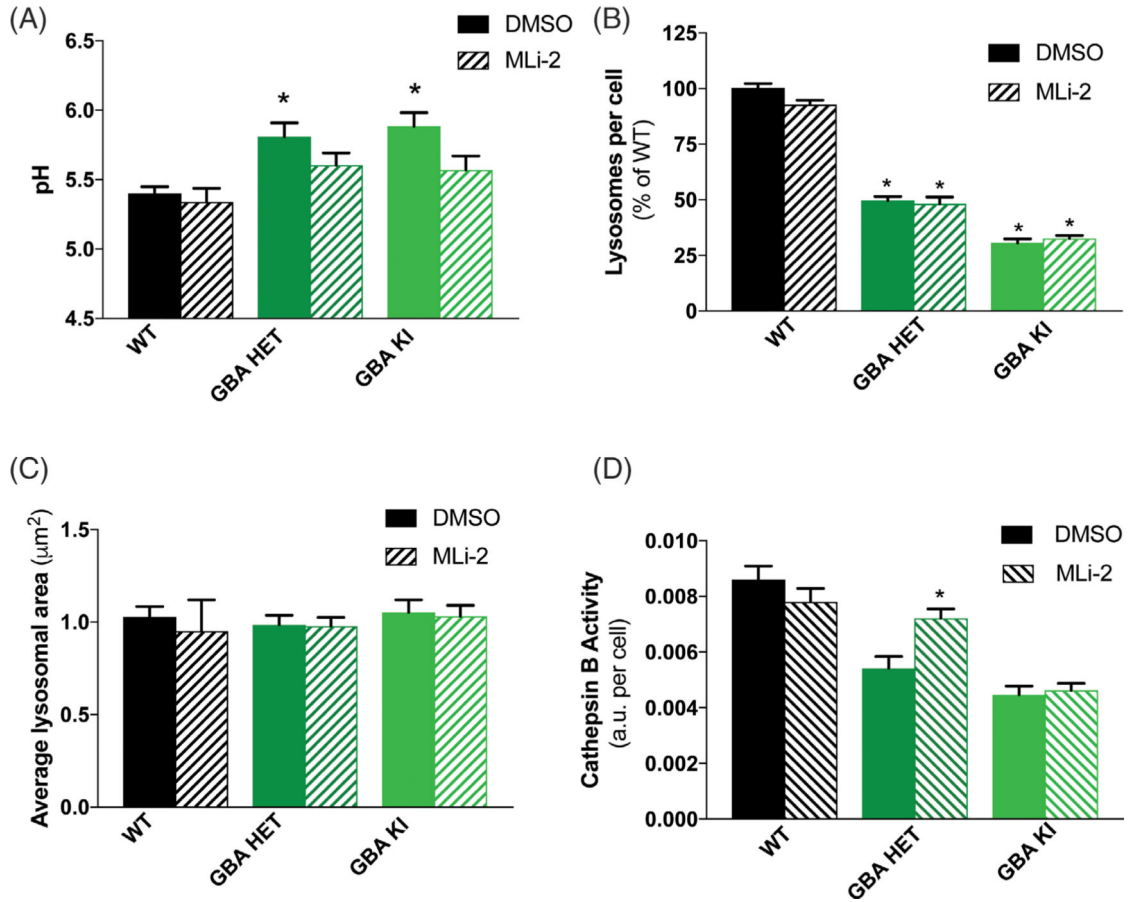 (A)
DMSO
MLi-2
6.5
6.0
5.5
5.0
4.5
pH
*
*
WT
GBA HET
GBA KI
(B)
DMSO
MLi-2
125
100
75
50
25
0
Lysosomes per cell
(% of WT)
*
*
*
*
WT
GBA HET
GBA KI
(C)
DMSO
MLi-2
1.5
1.0
0.5
0.0
Average lysosomal area (μm²)
WT
GBA HET
GBA KI
(D)
DMSO
MLi-2
0.010
0.008
0.006
0.004
0.002
0.000
Cathepsin B Activity
(a.u. per cell)
*
WT
GBA HET
GBA KI